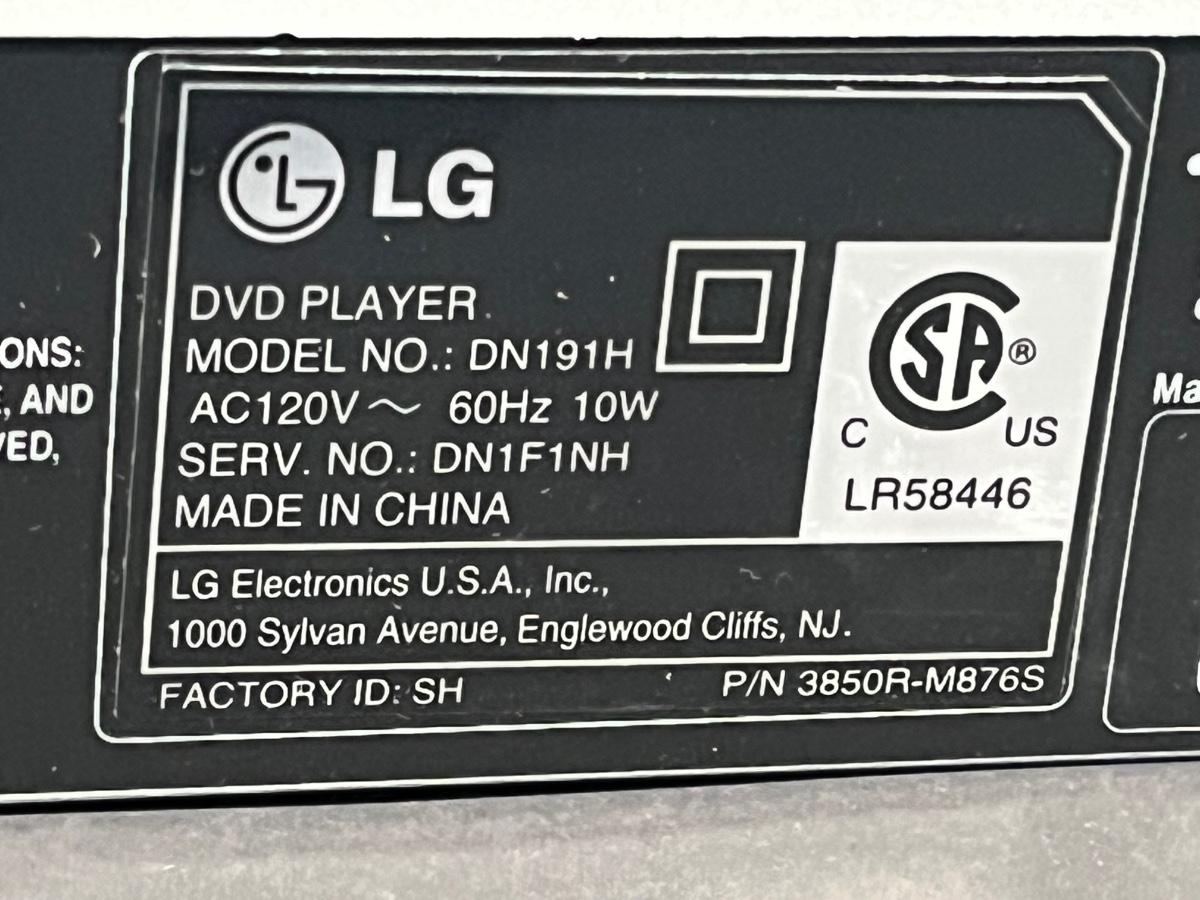 LG
DVD PLAYER
MODEL NO.: DN191H
AC120V～ 60Hz 10W
SERV. NO.: DN1F1NH
MADE IN CHINA
SA®
C US
LR58446
LG Electronics U.S.A., Inc.,
1000 Sylvan Avenue, Englewood Cliffs, NJ.
FACTORY ID: SH
P/N 3850R-M876S
ONS:
, AND
VED,
Ma